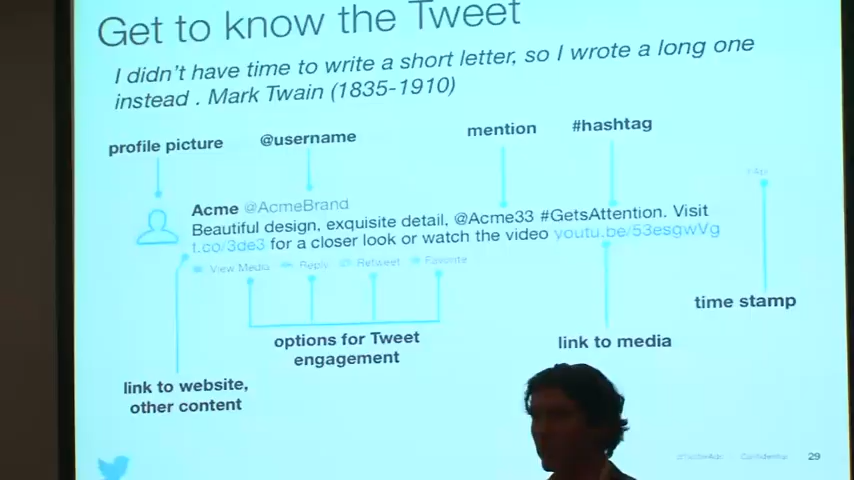 Get to know the Tweet
I didn't have time to write a short letter, so I wrote a long one
instead . Mark Twain (1835-1910)
profile picture
@username
mention
#hashtag
Acme @AcmeBrand
Beautiful design, exquisite detail, @Acme33 #GetsAttention. Visit
t.co/3de3 for a closer look or watch the video youtu.be/53esgwVg
View Media Reply Retweet Favorite
time stamp
options for Tweet
engagement
link to media
link to website,
other content
Confidential 29